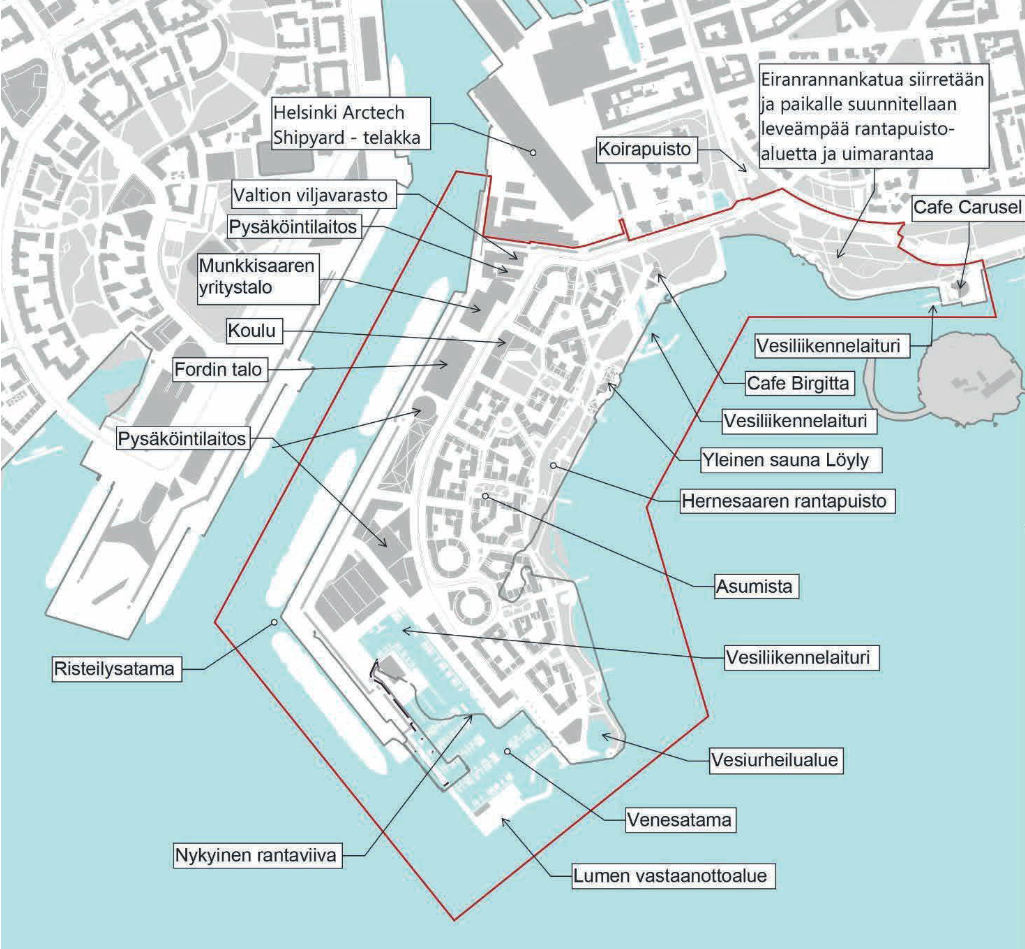 Eiranrannankatua siirretään
ja paikalle suunnitellaan
leveämpää rantapuisto-
aluetta ja uimarantaa
Helsinki Arctech
Shipyard - telakka
Koirapuisto
Valtion viljavarasto
Cafe Carusel
Pysäköintilaitos
Munkkisaaren
yritystalo
Koulu
Vesiliikennelaituri
Fordin talo
Cafe Birgitta
Vesiliikennelaituri
Pysäköintilaitos
Yleinen sauna Löyly
Hernesaaren rantapuisto
Asumista
Vesiliikennelaituri
Risteilysatama
Vesiurheilualue
Venesatama
Nykyinen rantaviiva
Lumen vastaanottoalue